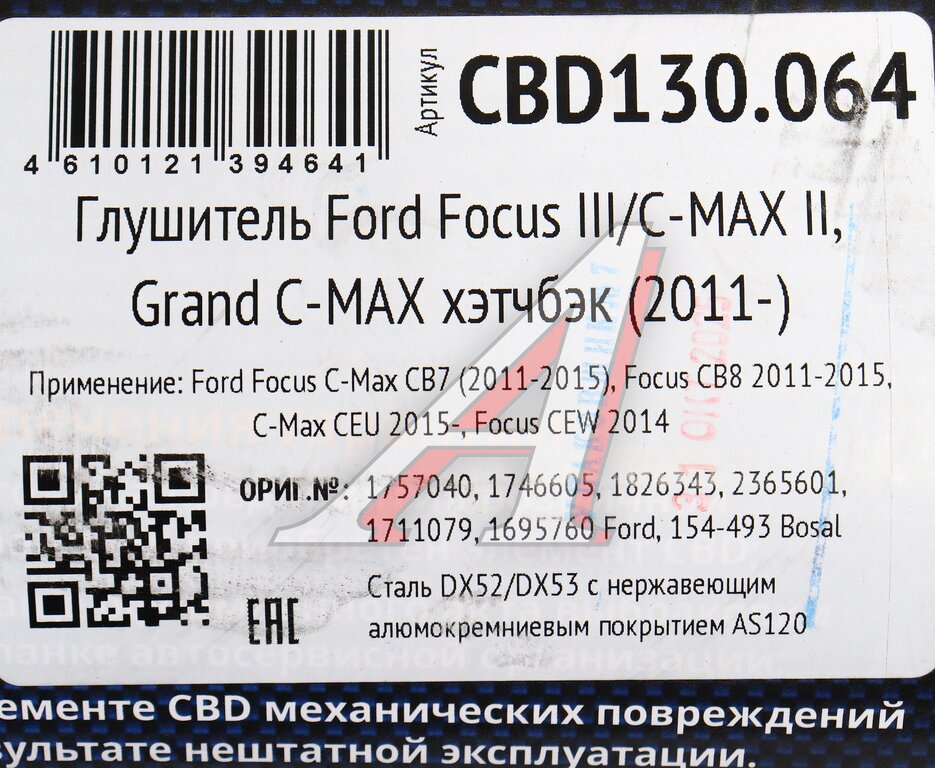 Артикул
CBD130.064
4 610121 394641
Глушитель Ford Focus III/C-MAX II,
Grand C-MAX хэтчбэк (2011-)
Применение: Ford Focus C-Max CB7 (2011-2015), Focus CB8 2011-2015,
C-Max CEU 2015-, Focus CEW 2014
ОРИГ.№: 1757040, 1746605, 1826343, 2365601,
1711079, 1695760 Ford, 154-493 Bosal
Сталь DX52/DX53 с нержавеющим
алюмокремниевым покрытием AS120
EAC
ементе CBD механических повреждений
зультате нештатной эксплуатации.